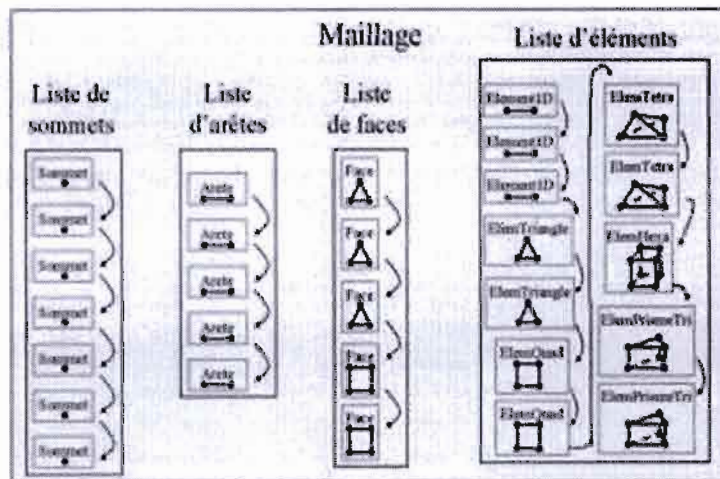 Maillage
Liste de
sommets
Sommet
Sommet
Sommet
Sommet
Sommet
Sommet
Sommet
Liste
d'arêtes
Arete
Arete
Arete
Arete
Arete
Liste
de faces
Face
Face
Face
Face
Face
Liste d'éléments
Element1D
Element1D
Element1D
ElemTriangle
ElemTriangle
ElemQuad
ElemQuad
ElemTetra
ElemTetra
ElemHexa
ElemPrismeTri
ElemPrismeTri